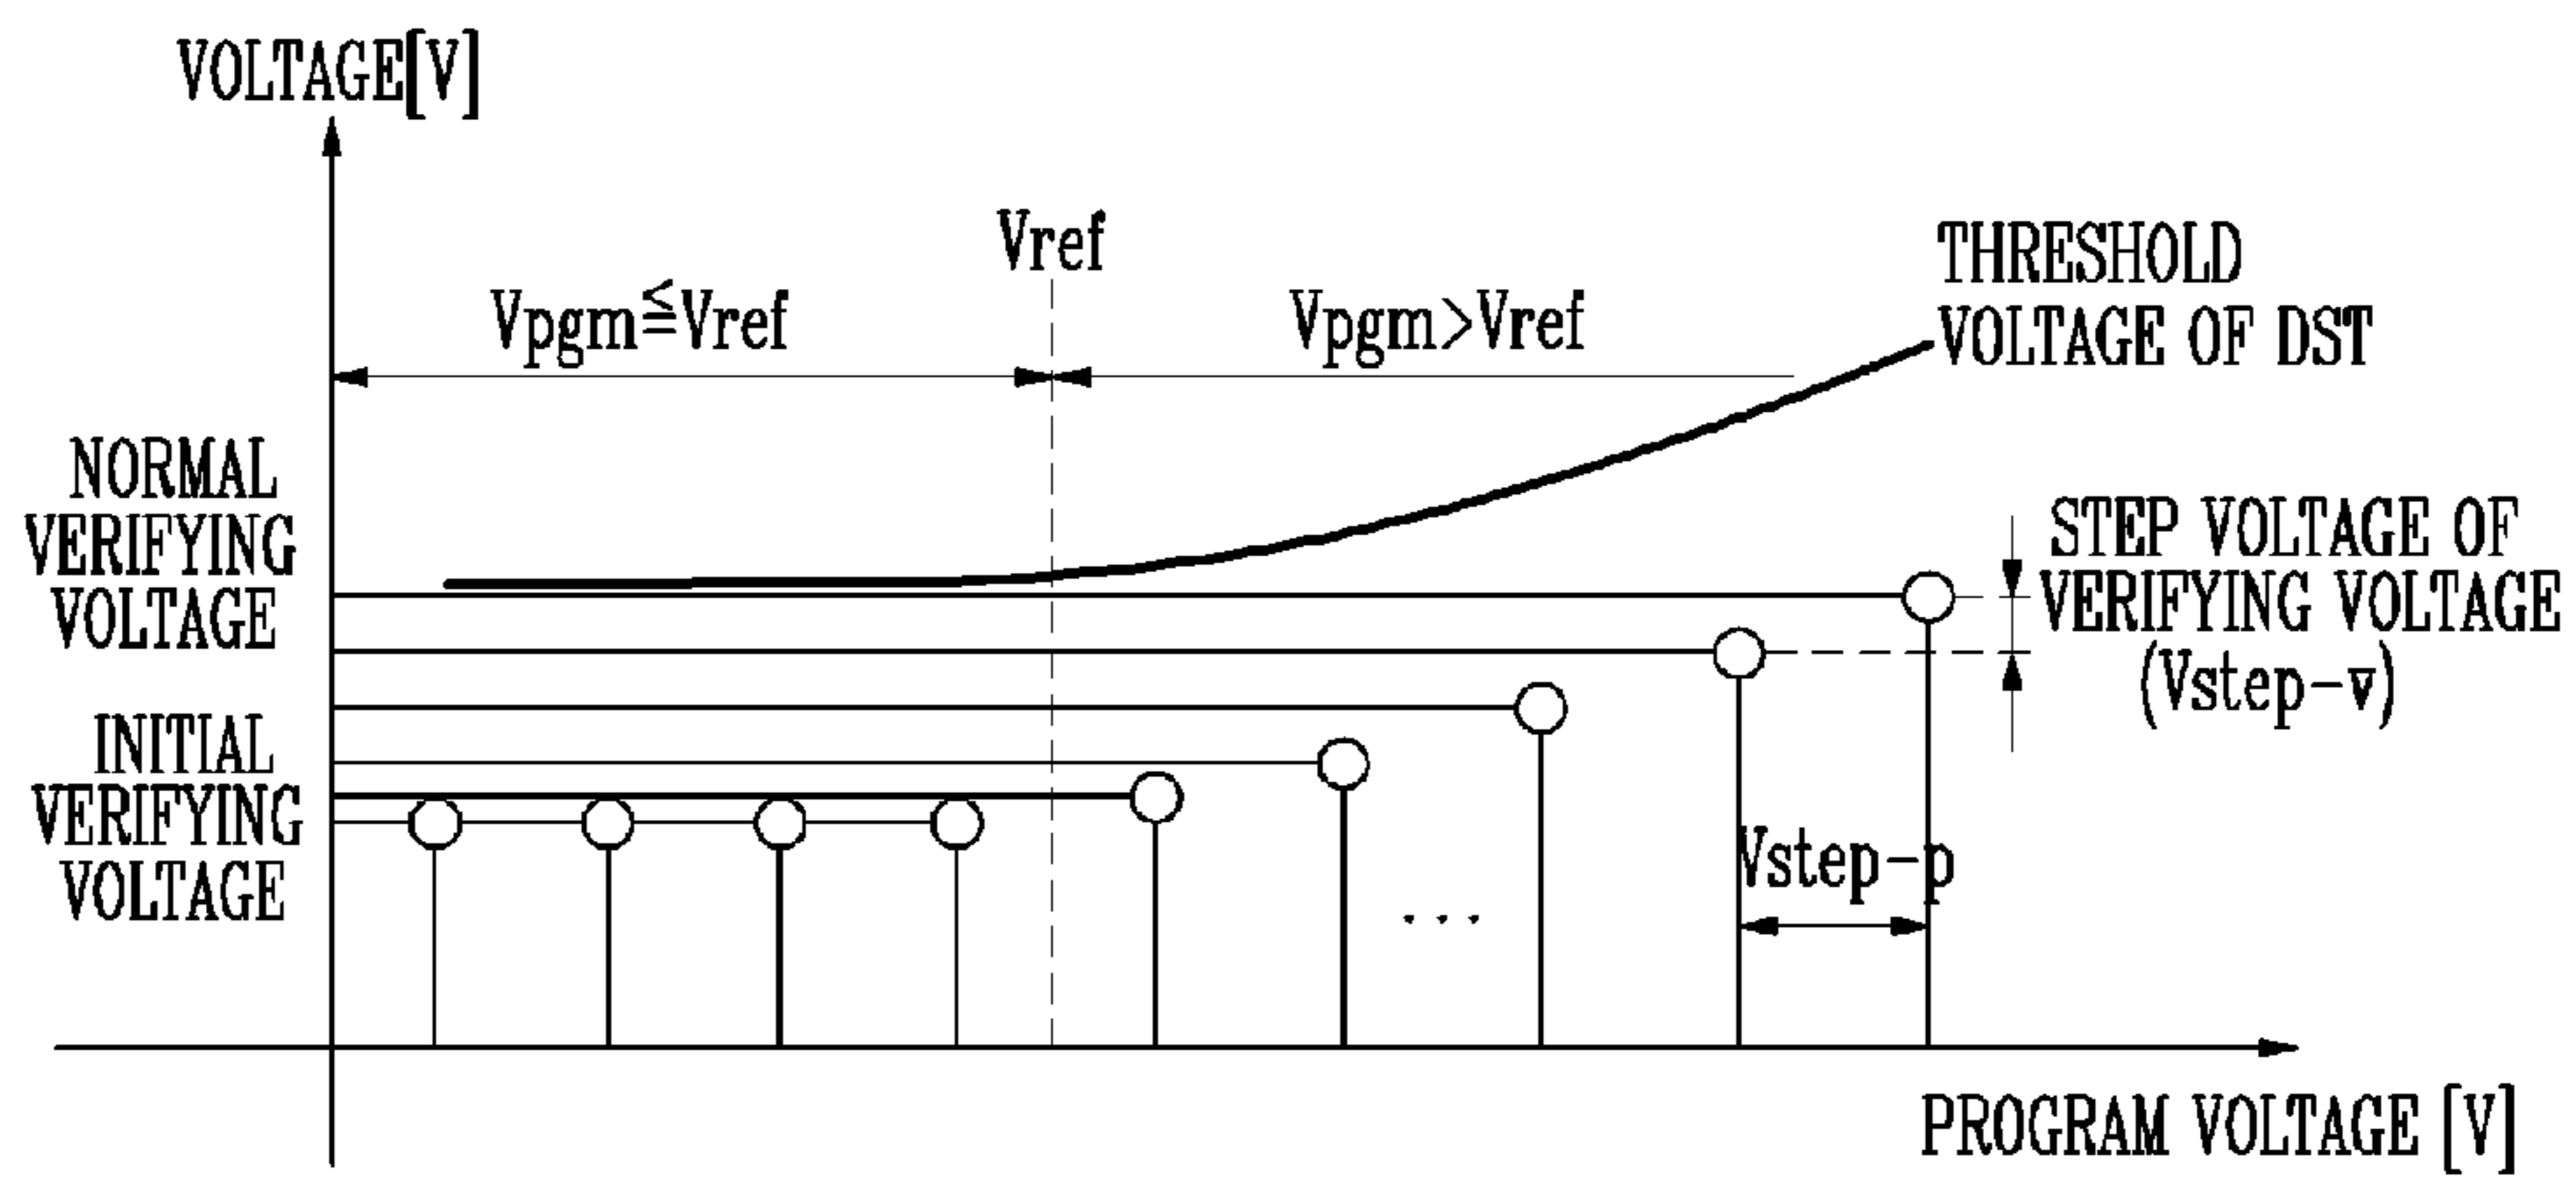 VOLTAGE[V]
Vref
Vpgm≦Vref
Vpgm>Vref
THRESHOLD
VOLTAGE OF DST
NORMAL
VERIFYING
VOLTAGE
STEP VOLTAGE OF
VERIFYING VOLTAGE
(Vstep-v)
INITIAL
VERIFYING
VOLTAGE
Vstep-p
...
PROGRAM VOLTAGE [V]